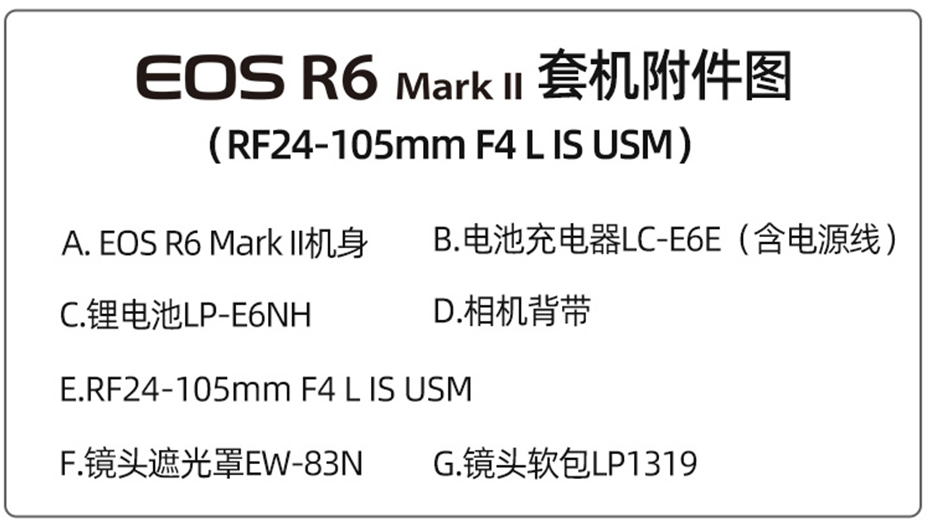 EOS R6 Mark II 套机附件图
（RF24-105mm F4 L IS USM）
A. EOS R6 Mark II机身
B.电池充电器LC-E6E（含电源线）
C.锂电池LP-E6NH
D.相机背带
E.RF24-105mm F4 L IS USM
F.镜头遮光罩EW-83N
G.镜头软包LP1319